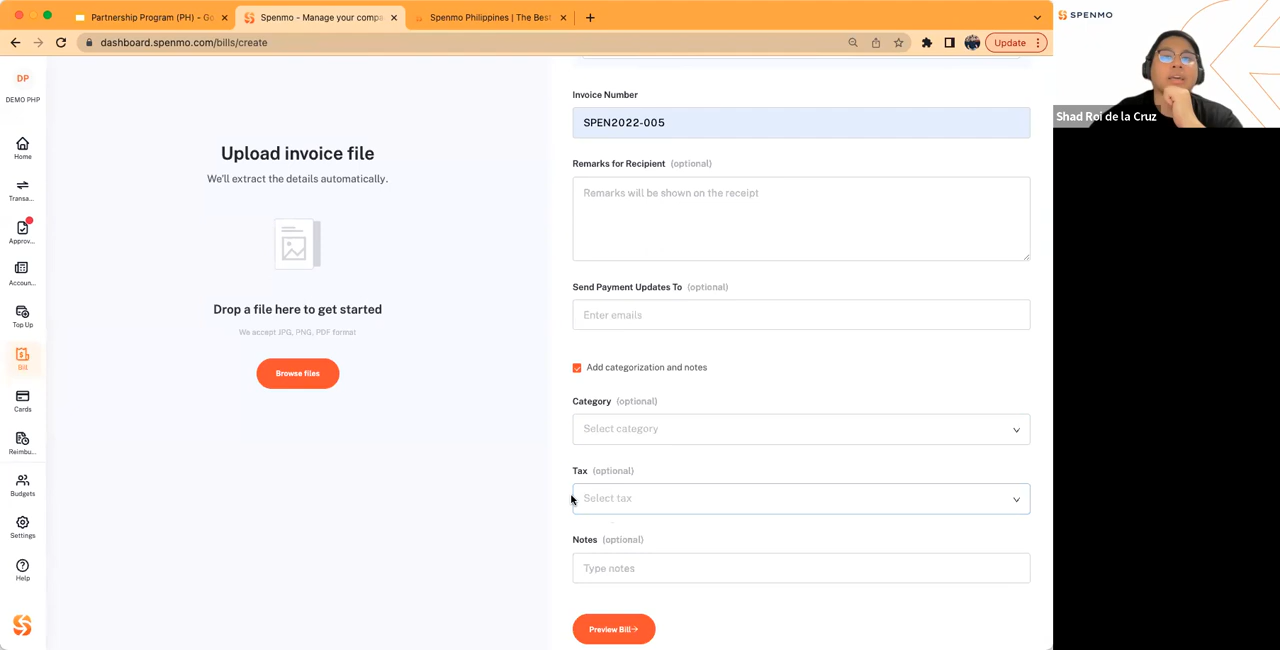 Partnership Program (PH) - Go
Spenmo - Manage your compa
Spenmo Philippines | The Best
dashboard.spenmo.com/bills/create
Update
SPENMO
Shad Roi de la Cruz
DP
DEMO PHP
Home
Transa...
Approv...
Accoun...
Top Up
Bill
Cards
Reimbu...
Budgets
Settings
Help
Upload invoice file
We'll extract the details automatically.
Drop a file here to get started
We accept JPG, PNG, PDF format
Browse files
Invoice Number
SPEN2022-005
Remarks for Recipient (optional)
Remarks will be shown on the receipt
Send Payment Updates To (optional)
Enter emails
Add categorization and notes
Category (optional)
Select category
Tax (optional)
Select tax
Notes (optional)
Type notes
Preview Bill→